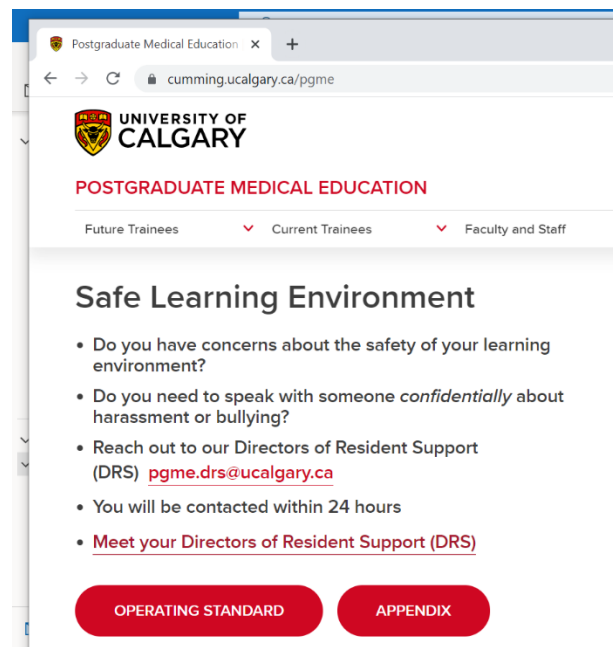 Postgraduate Medical Education
cumming.ucalgary.ca/pgme
UNIVERSITY OF
CALGARY
POSTGRADUATE MEDICAL EDUCATION
Future Trainees Current Trainees Faculty and Staff
Safe Learning Environment
• Do you have concerns about the safety of your learning
environment?
• Do you need to speak with someone confidentially about
harassment or bullying?
• Reach out to our Directors of Resident Support
(DRS) pgme.drs@ucalgary.ca
• You will be contacted within 24 hours
• Meet your Directors of Resident Support (DRS)
OPERATING STANDARD APPENDIX